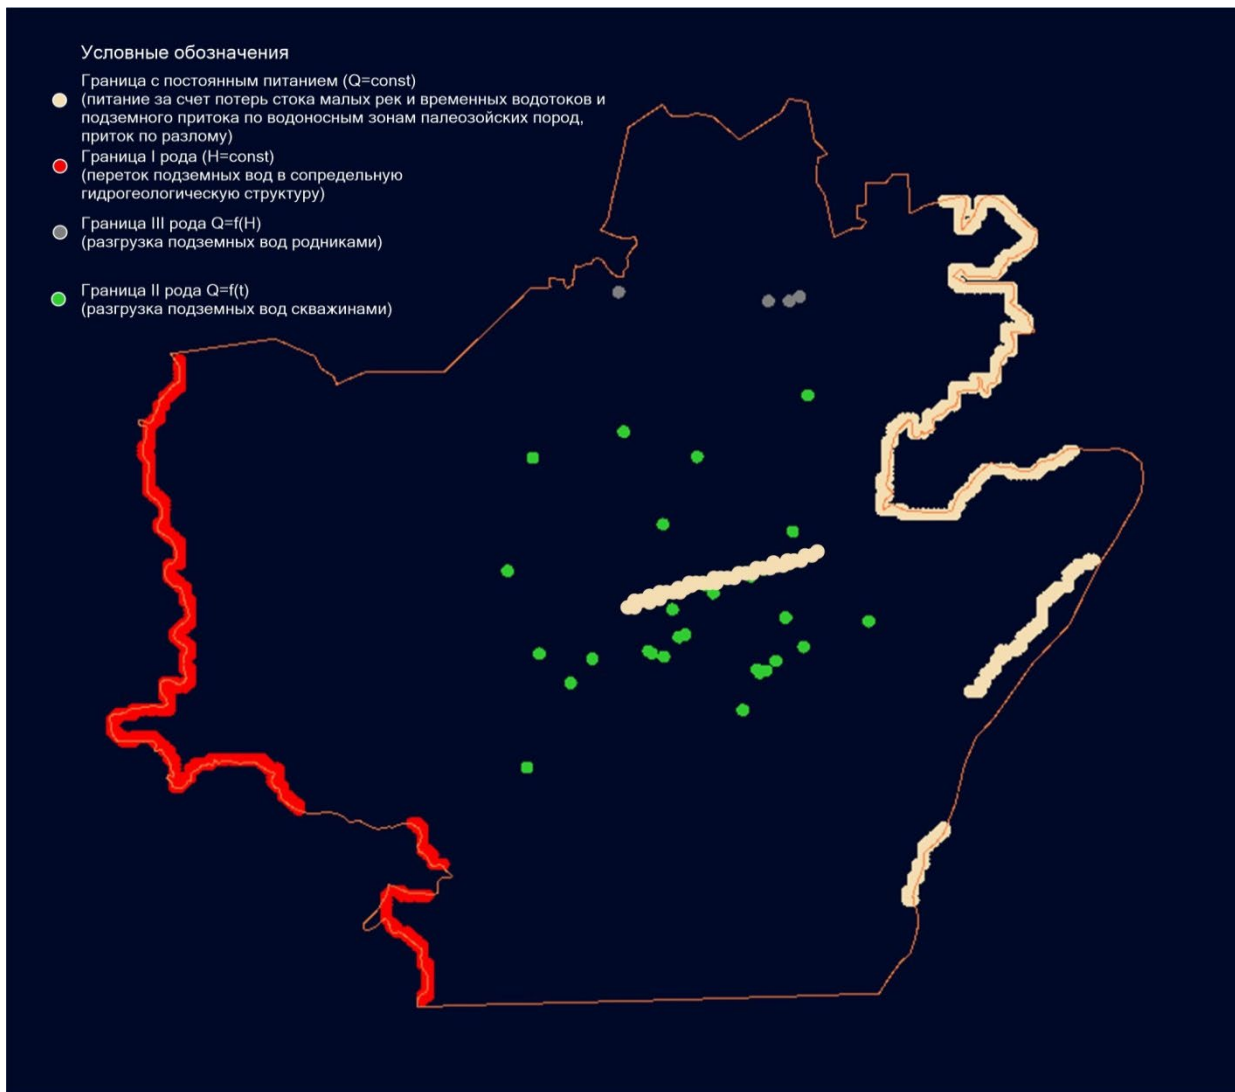 Условные обозначения
Граница с постоянным питанием (Q=const)
(питание за счет потерь стока малых рек и временных водотоков и
подземного притока по водоносным зонам палеозойских пород,
приток по разлому)
Граница I рода (H=const)
(переток подземных вод в сопредельную
гидрогеологическую структуру)
Граница III рода Q=f(H)
(разгрузка подземных вод родниками)
Граница II рода Q=f(t)
(разгрузка подземных вод скважинами)